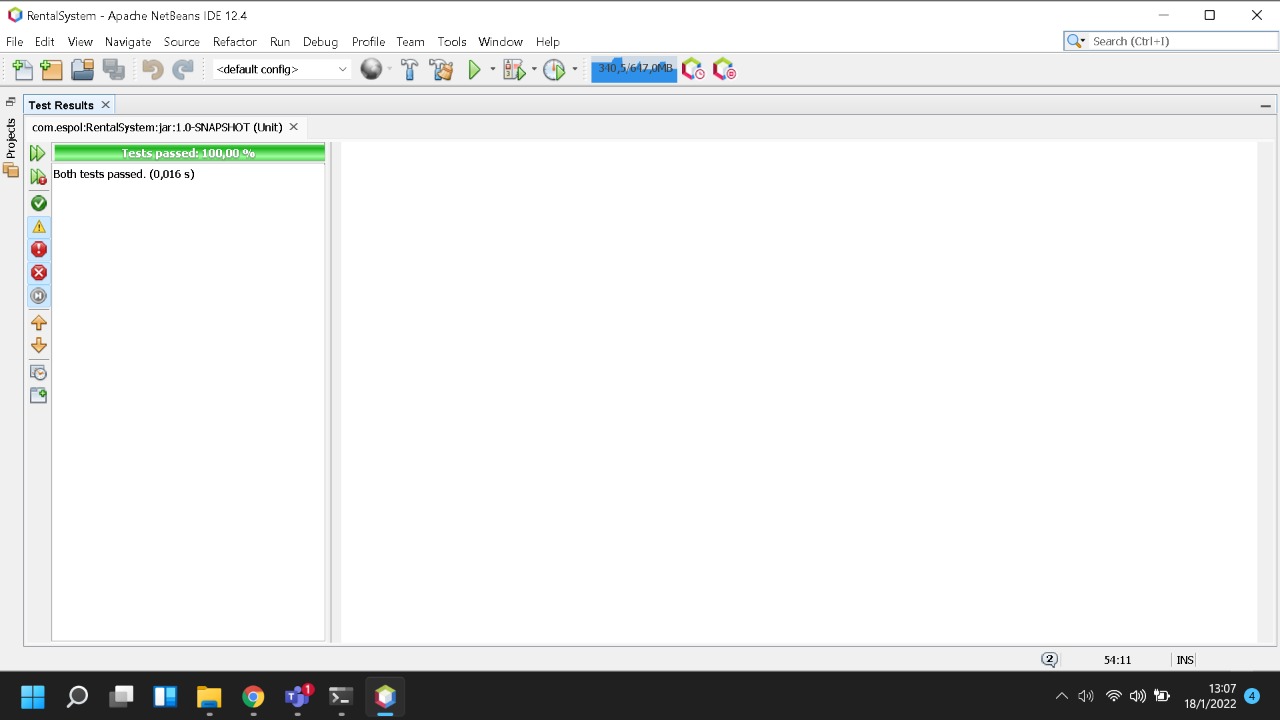 RentalSystem - Apache NetBeans IDE 12.4
File Edit View Navigate Source Refactor Run Debug Profile Team Tools Window Help
Search (Ctrl+I)
<default config>
340,5/647,0MB
Test Results
Projects
com.espol:RentalSystem:jar:1.0-SNAPSHOT (Unit)
Tests passed: 100,00 %
Both tests passed. (0,016 s)
2
54:11
INS
1
13:07
18/1/2022
4